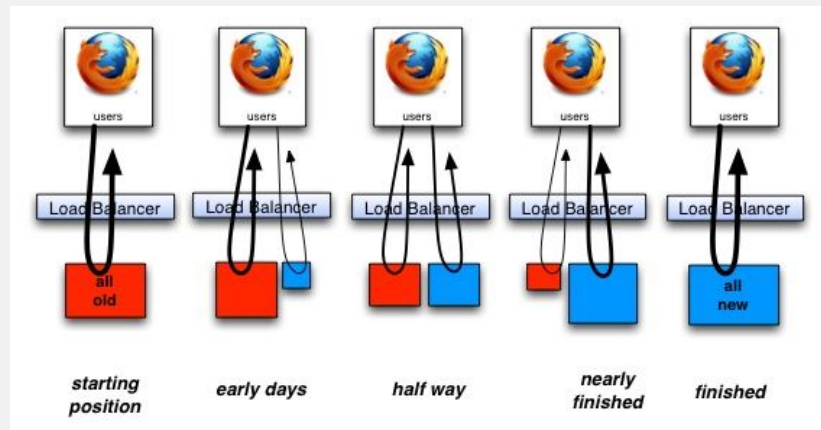 users
users
users
users
users
Load Balancer
Load Balancer
Load Balancer
Load Balancer
Load Balancer
all
old
all
new
starting
position
early days
half way
nearly
finished
finished